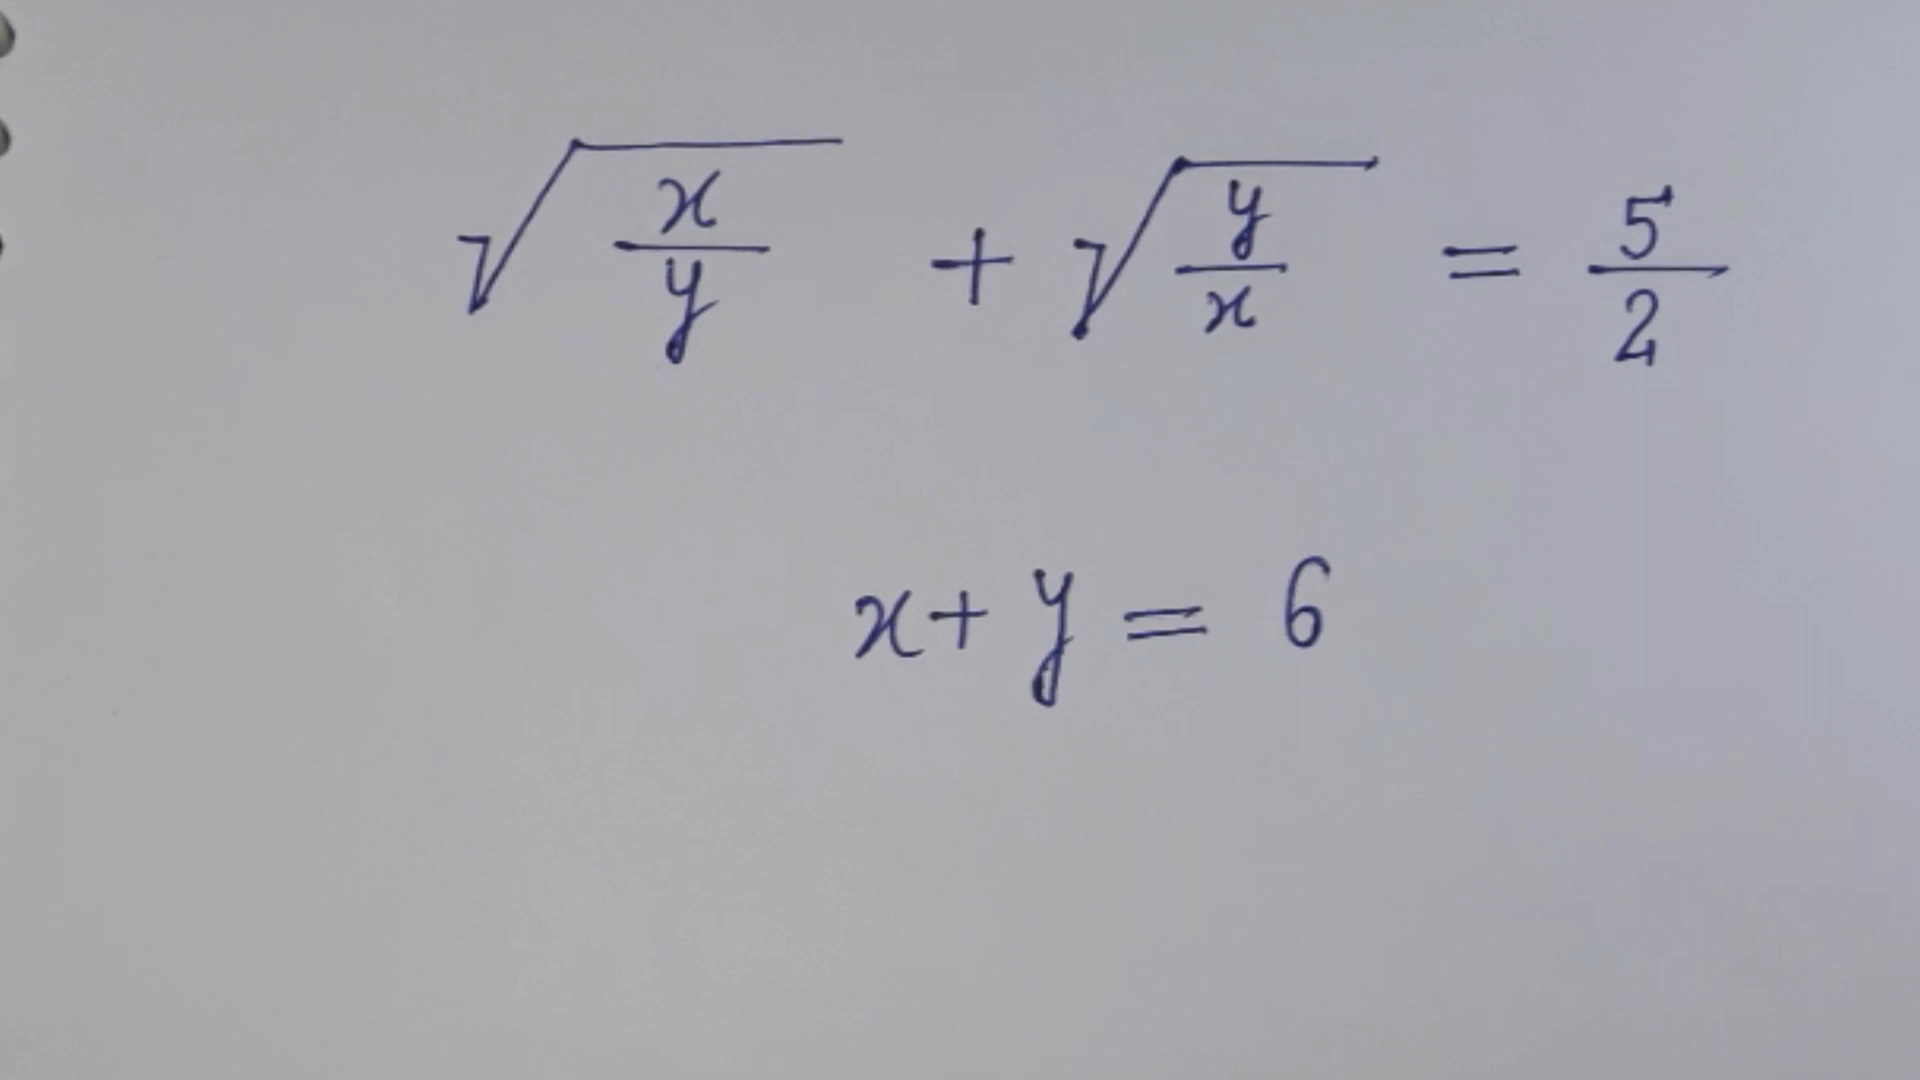 √(x/y) + √(y/x) = 5/2
x + y = 6